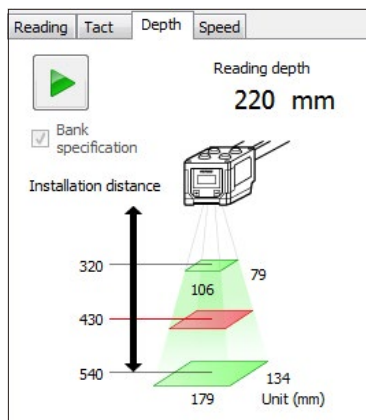 Reading Tact Depth Speed
Reading depth
220 mm
Bank
specification
Installation distance
320
79
106
430
540
134
179 Unit (mm)